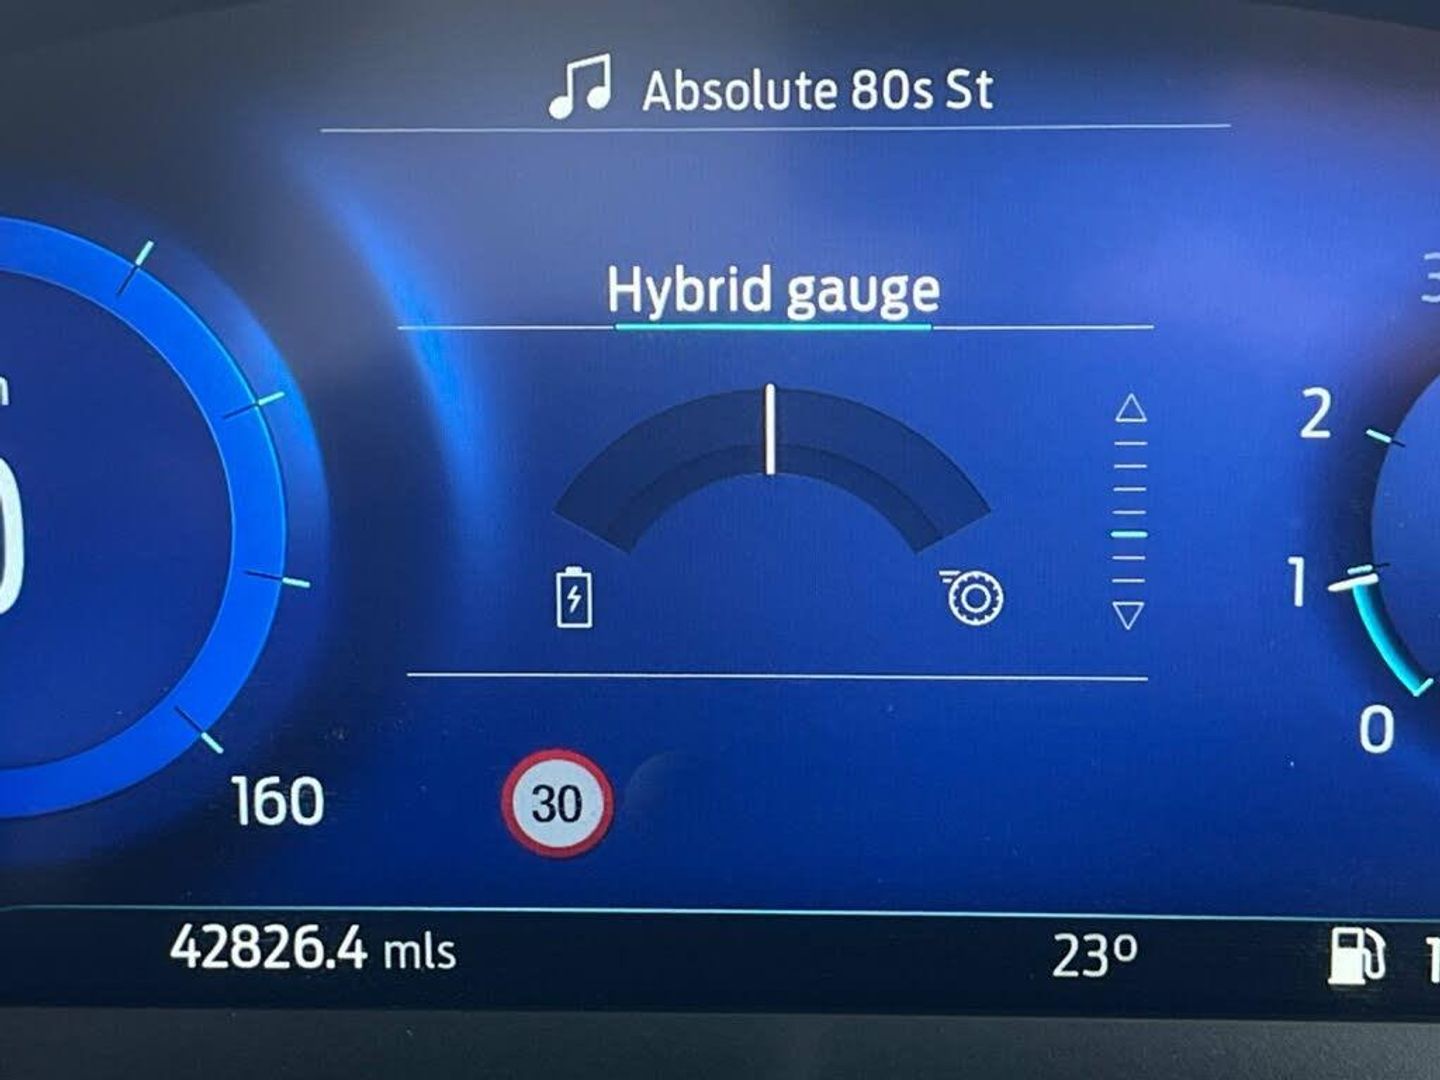 Absolute 80s St
Hybrid gauge
2
1
0
160
30
42826.4 mls
23º